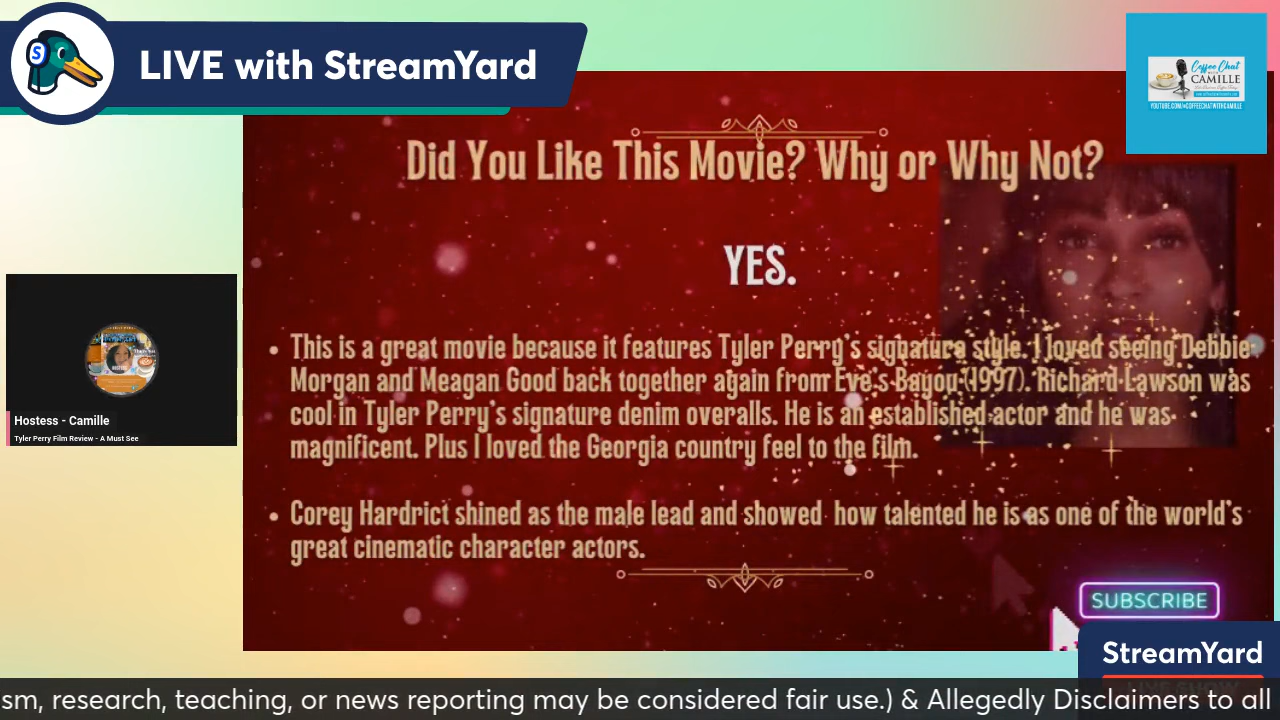 S
LIVE with StreamYard
Coffee Chat
WITH
CAMILLE
YOUTUBE.COM/@COFFEECHATWITHCAMILLE
Did You Like This Movie? Why or Why Not?
YES.
• This is a great movie because it features Tyler Perry's signature style. I loved seeing Debbie
Morgan and Meagan Good back together again from Eve's Bayou (1997). Richard Lawson was
cool in Tyler Perry's signature denim overalls. He is an established actor and he was
magnificent. Plus I loved the Georgia country feel to the film.
• Corey Hardrict shined as the male lead and showed how talented he is as one of the world's
great cinematic character actors.
Hostess - Camille
Tyler Perry Film Review - A Must See
SUBSCRIBE
StreamYard
sm, research, teaching, or news reporting may be considered fair use.) & Allegedly Disclaimers to all